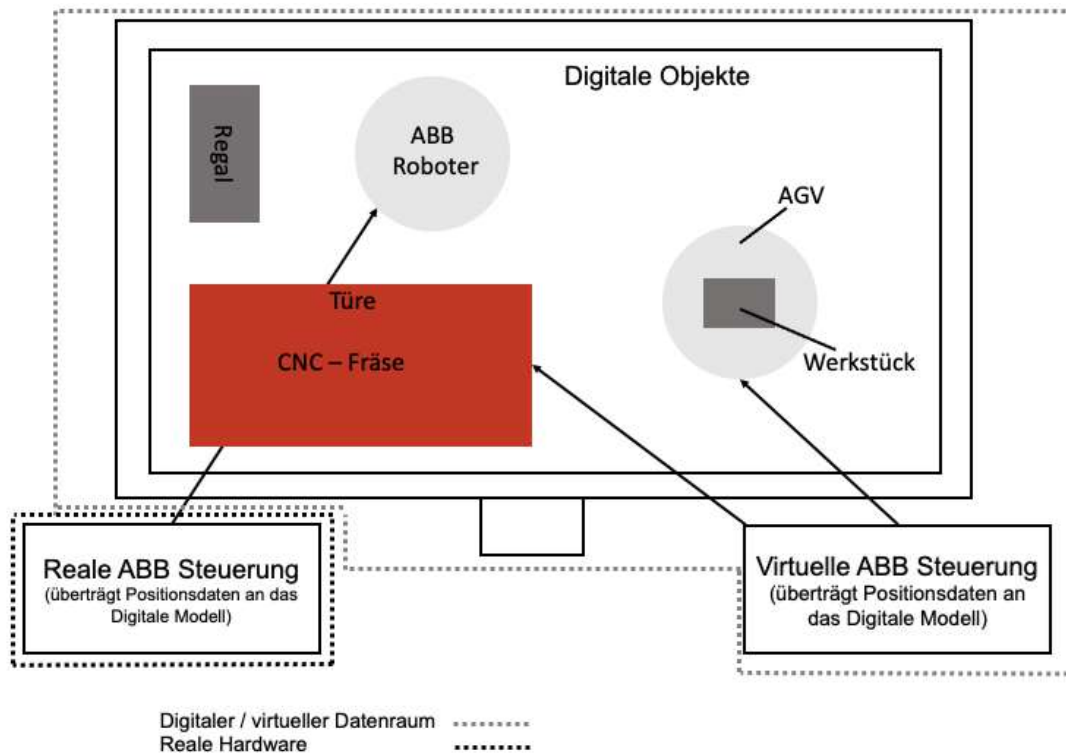 Digitale Objekte
Regal
ABB
Roboter
AGV
Türe
CNC – Fräse
Werkstück
Reale ABB Steuerung
(überträgt Positionsdaten an das
Digitale Modell)
Virtuelle ABB Steuerung
(überträgt Positionsdaten an
das Digitale Modell)
Digitaler / virtueller Datenraum
Reale Hardware